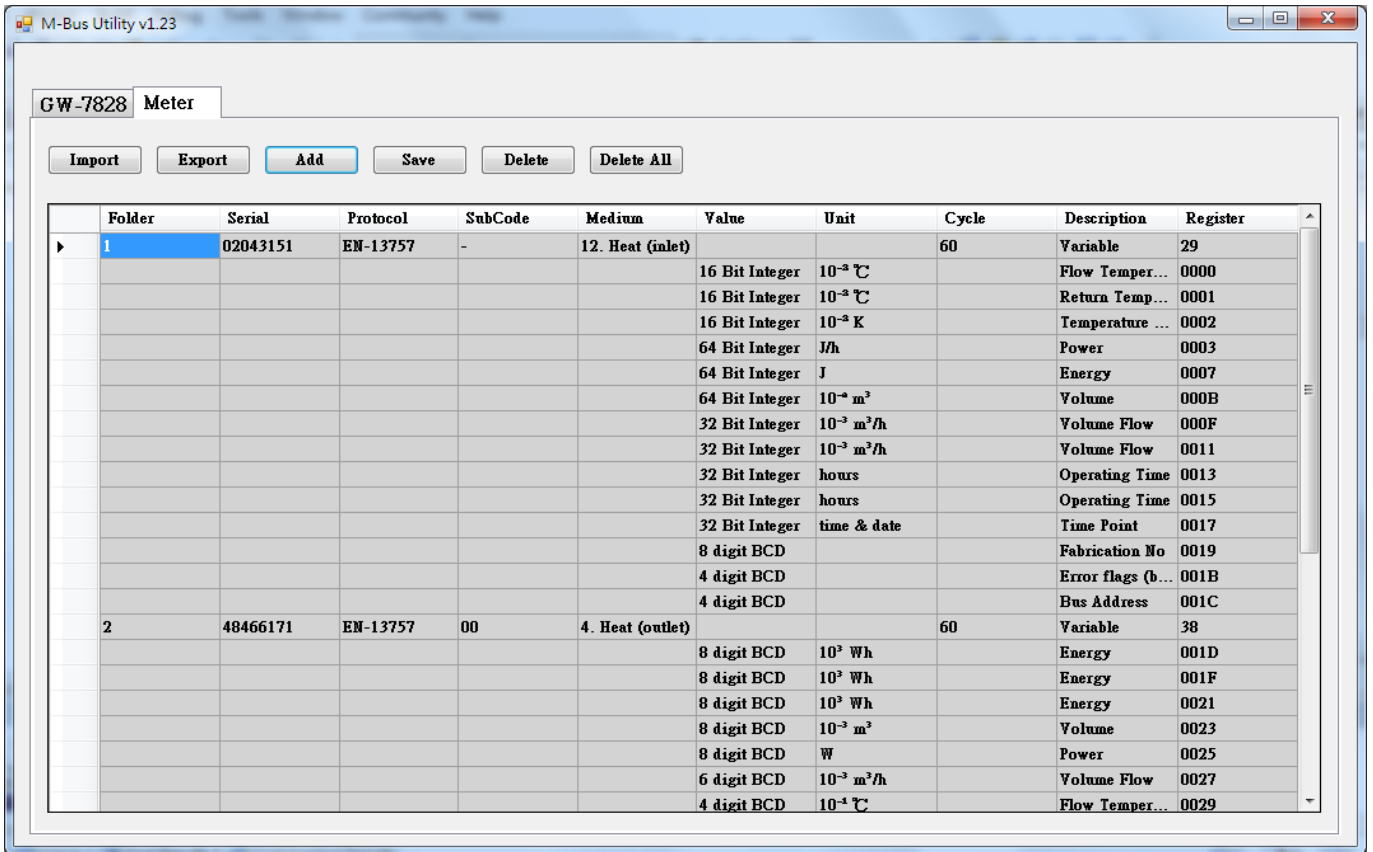 M-Bus Utility v1.23
GW-7828 Meter
Import Export Add Save Delete Delete All
Folder Serial Protocol SubCode Medium Value Unit Cycle Description Register
1 02043151 EN-13757 - 12. Heat (inlet) 60 Variable 29
16 Bit Integer 10⁻² ℃ Flow Temper... 0000
16 Bit Integer 10⁻² ℃ Return Temp... 0001
16 Bit Integer 10⁻² K Temperature ... 0002
64 Bit Integer J/h Power 0003
64 Bit Integer J Energy 0007
64 Bit Integer m³ Volume 000B
32 Bit Integer 10⁻³ m³/h Volume Flow 000F
32 Bit Integer 10⁻³ m³/h Volume Flow 0011
32 Bit Integer hours Operating Time 0013
32 Bit Integer hours Operating Time 0015
32 Bit Integer time & date Time Point 0017
8 digit BCD Fabrication No 0019
4 digit BCD Error flags (b... 001B
4 digit BCD Bus Address 001C
2 48466171 EN-13757 00 4. Heat (outlet) 60 Variable 38
8 digit BCD 10³ Wh Energy 001D
8 digit BCD 10³ Wh Energy 001F
8 digit BCD 10³ Wh Energy 0021
8 digit BCD 10⁻³ m³ Volume 0023
8 digit BCD W Power 0025
6 digit BCD 10⁻³ m³/h Volume Flow 0027
4 digit BCD 10⁻¹ ℃ Flow Temper... 0029